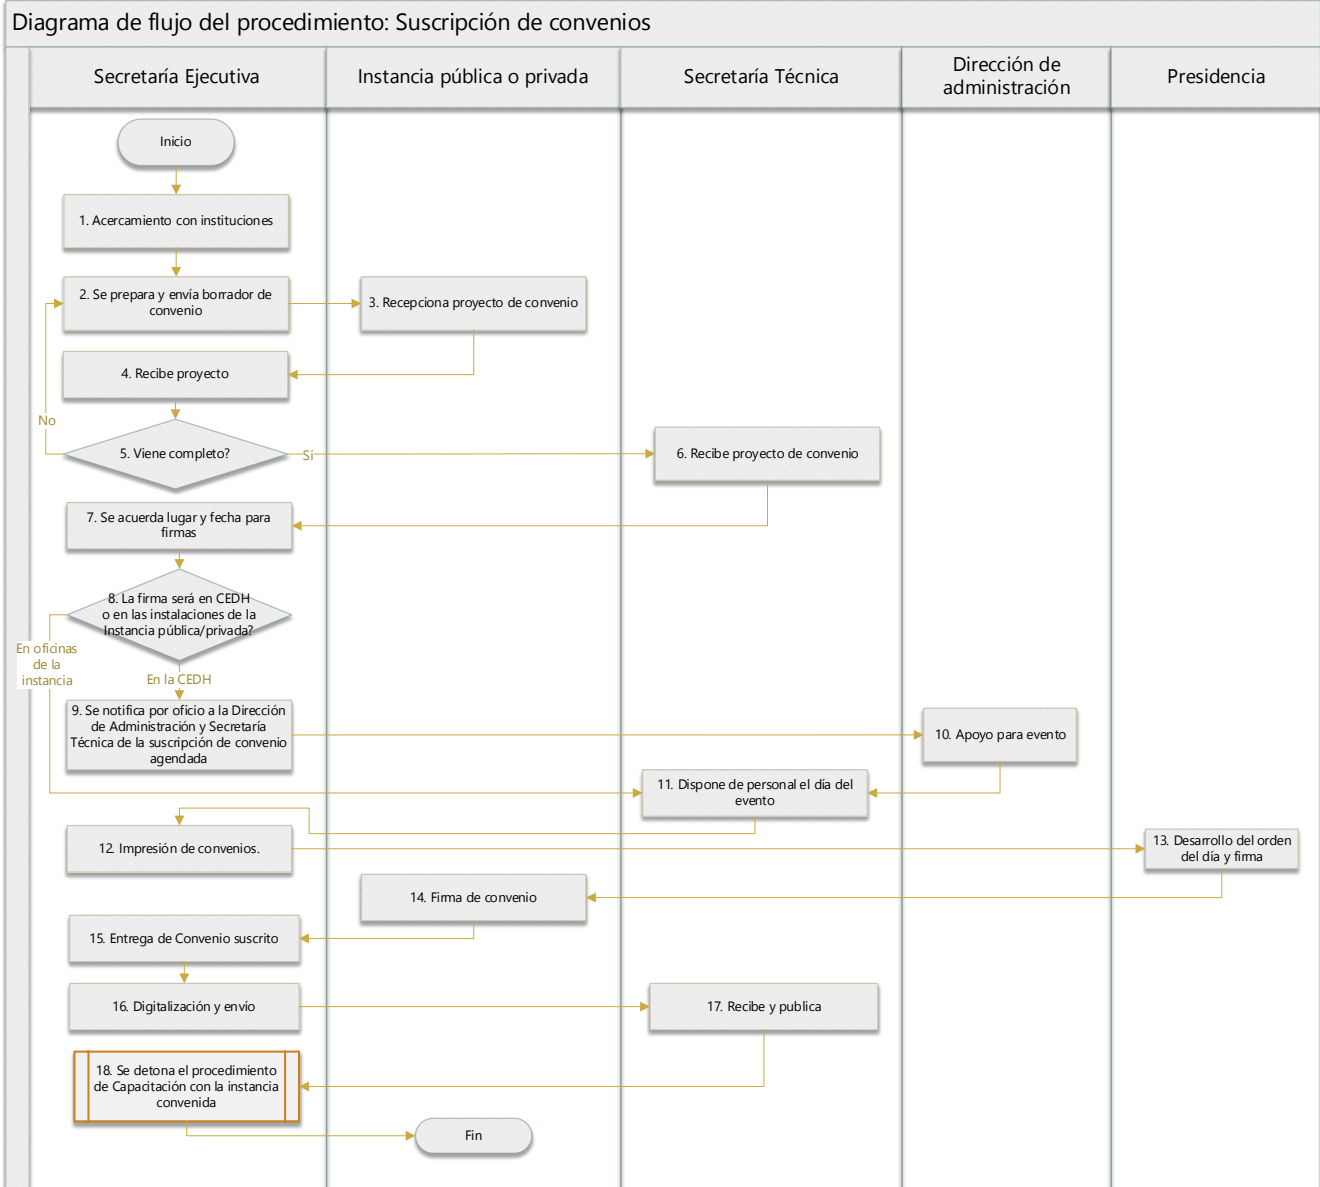 Diagrama de flujo del procedimiento: Suscripción de convenios
Secretaría Ejecutiva
Instancia pública o privada
Secretaría Técnica
Dirección de
administración
Presidencia
Inicio
1. Acercamiento con instituciones
2. Se prepara y envía borrador de
convenio
3. Recepciona proyecto de convenio
4. Recibe proyecto
No
5. Viene completo?
Sí
6. Recibe proyecto de convenio
7. Se acuerda lugar y fecha para
firmas
8. La firma será en CEDH
o en las instalaciones de la
Instancia pública/privada?
En oficinas
de la
instancia
En la CEDH
9. Se notifica por oficio a la Dirección
de Administración y Secretaría
Técnica de la suscripción de convenio
agendada
10. Apoyo para evento
11. Dispone de personal el día del
evento
12. Impresión de convenios.
13. Desarrollo del orden
del día y firma
14. Firma de convenio
15. Entrega de Convenio suscrito
16. Digitalización y envío
17. Recibe y publica
18. Se detona el procedimiento
de Capacitación con la instancia
convenida
Fin